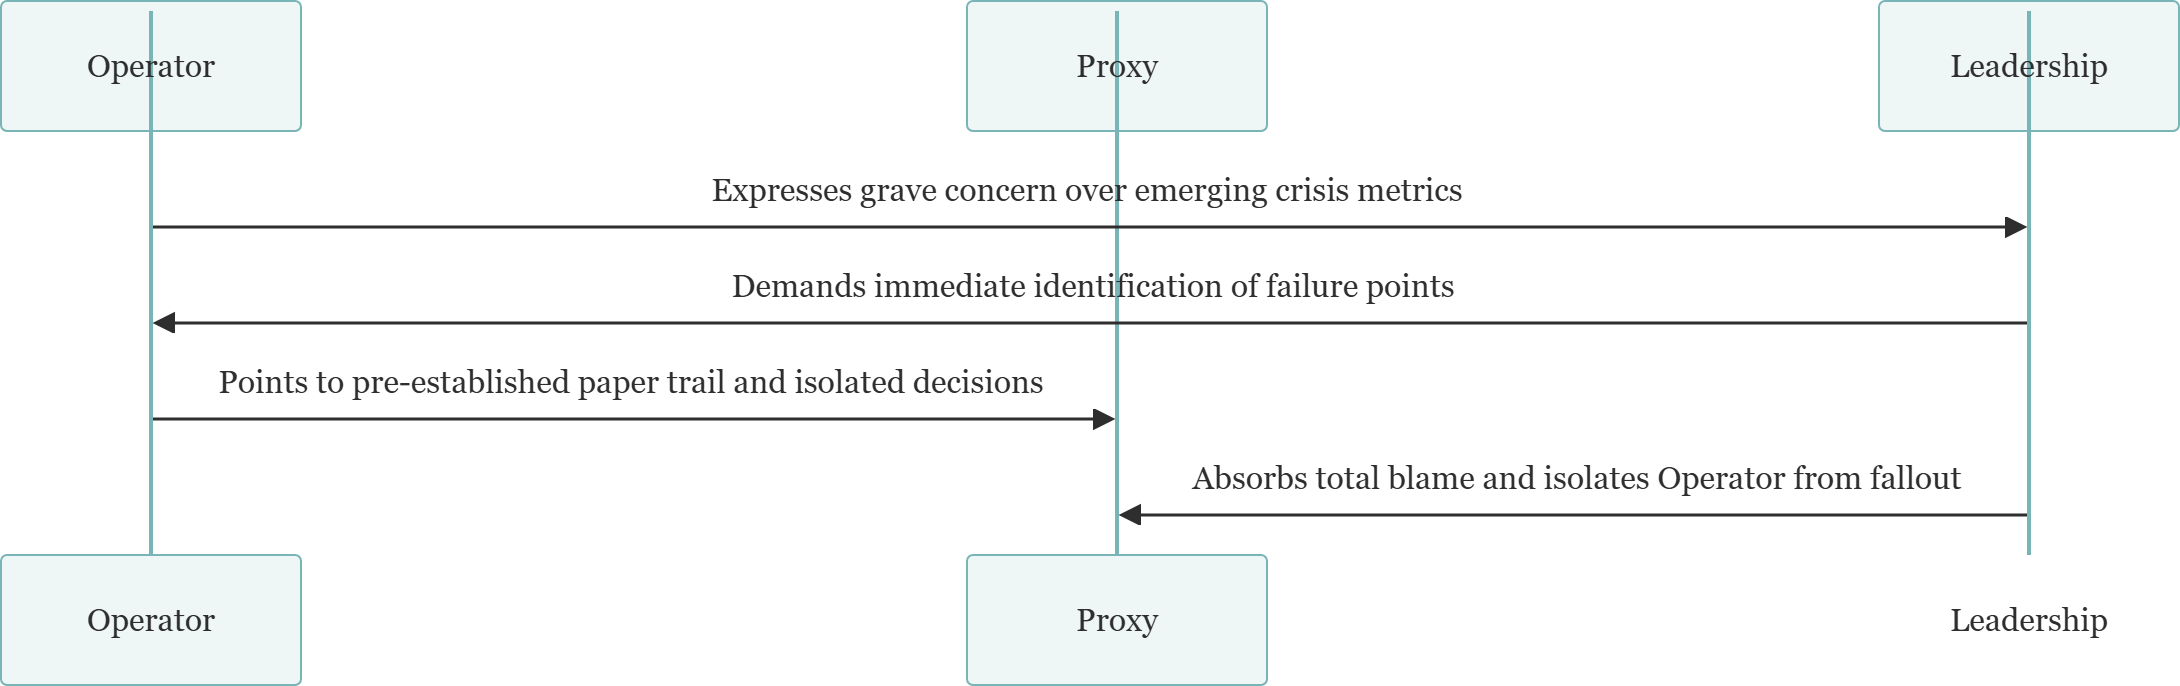 Operator
Proxy
Leadership
Expresses grave concern over emerging crisis metrics
Demands immediate identification of failure points
Points to pre-established paper trail and isolated decisions
Absorbs total blame and isolates Operator from fallout
Operator
Proxy
Leadership